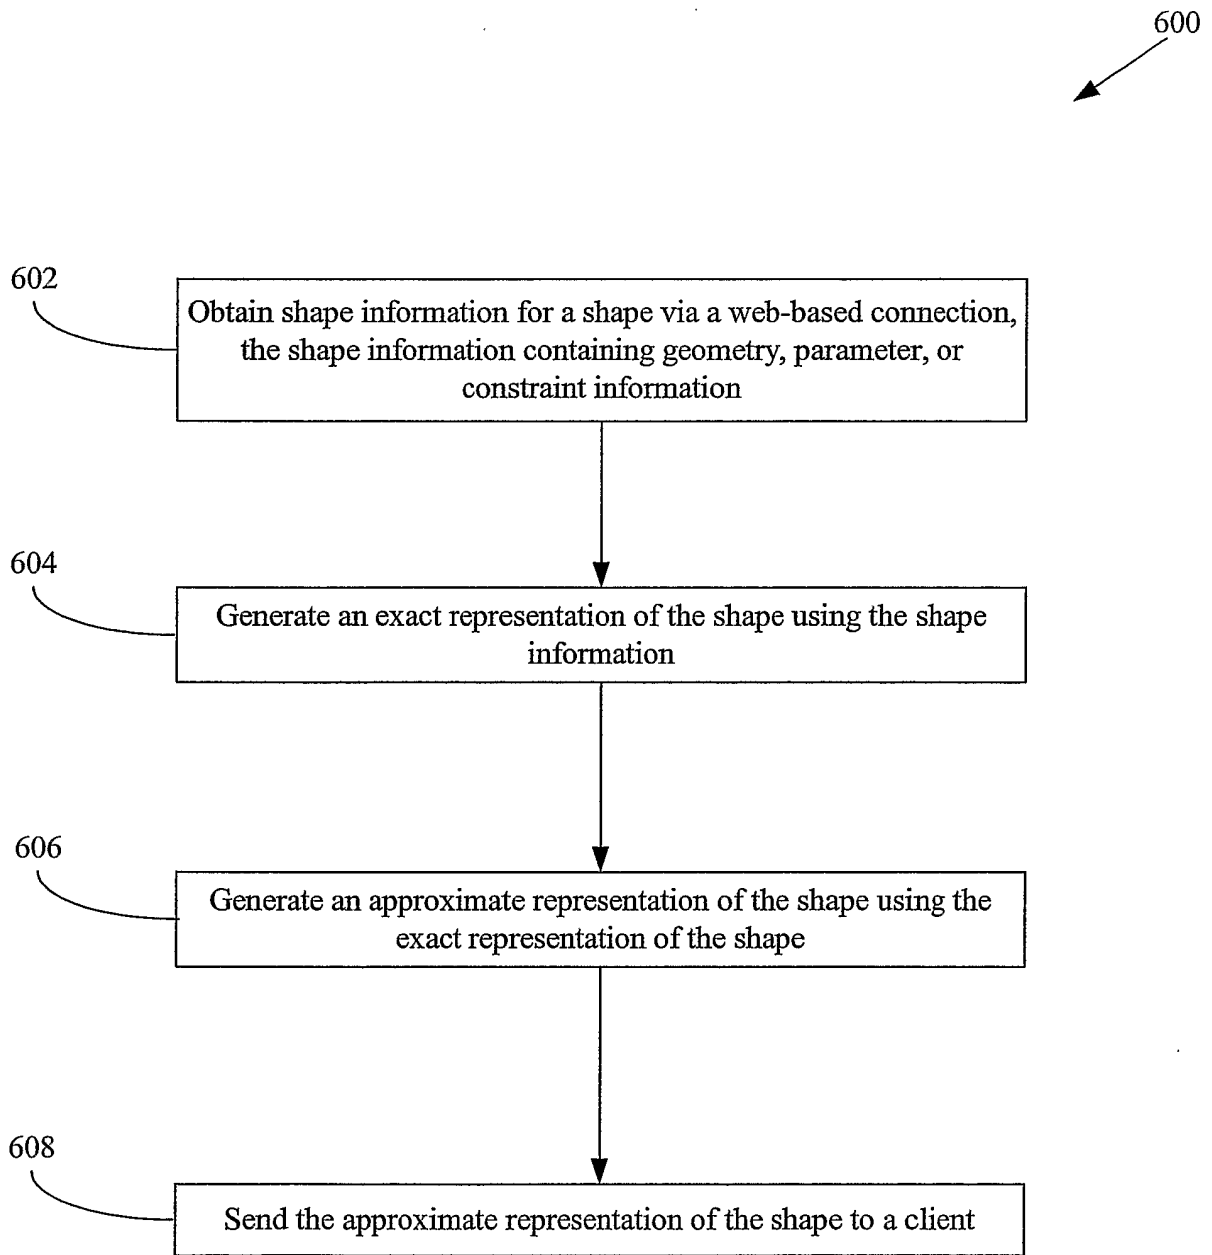 600
602
Obtain shape information for a shape via a web-based connection,
the shape information containing geometry, parameter, or
constraint information
604
Generate an exact representation of the shape using the shape
information
606
Generate an approximate representation of the shape using the
exact representation of the shape
608
Send the approximate representation of the shape to a client